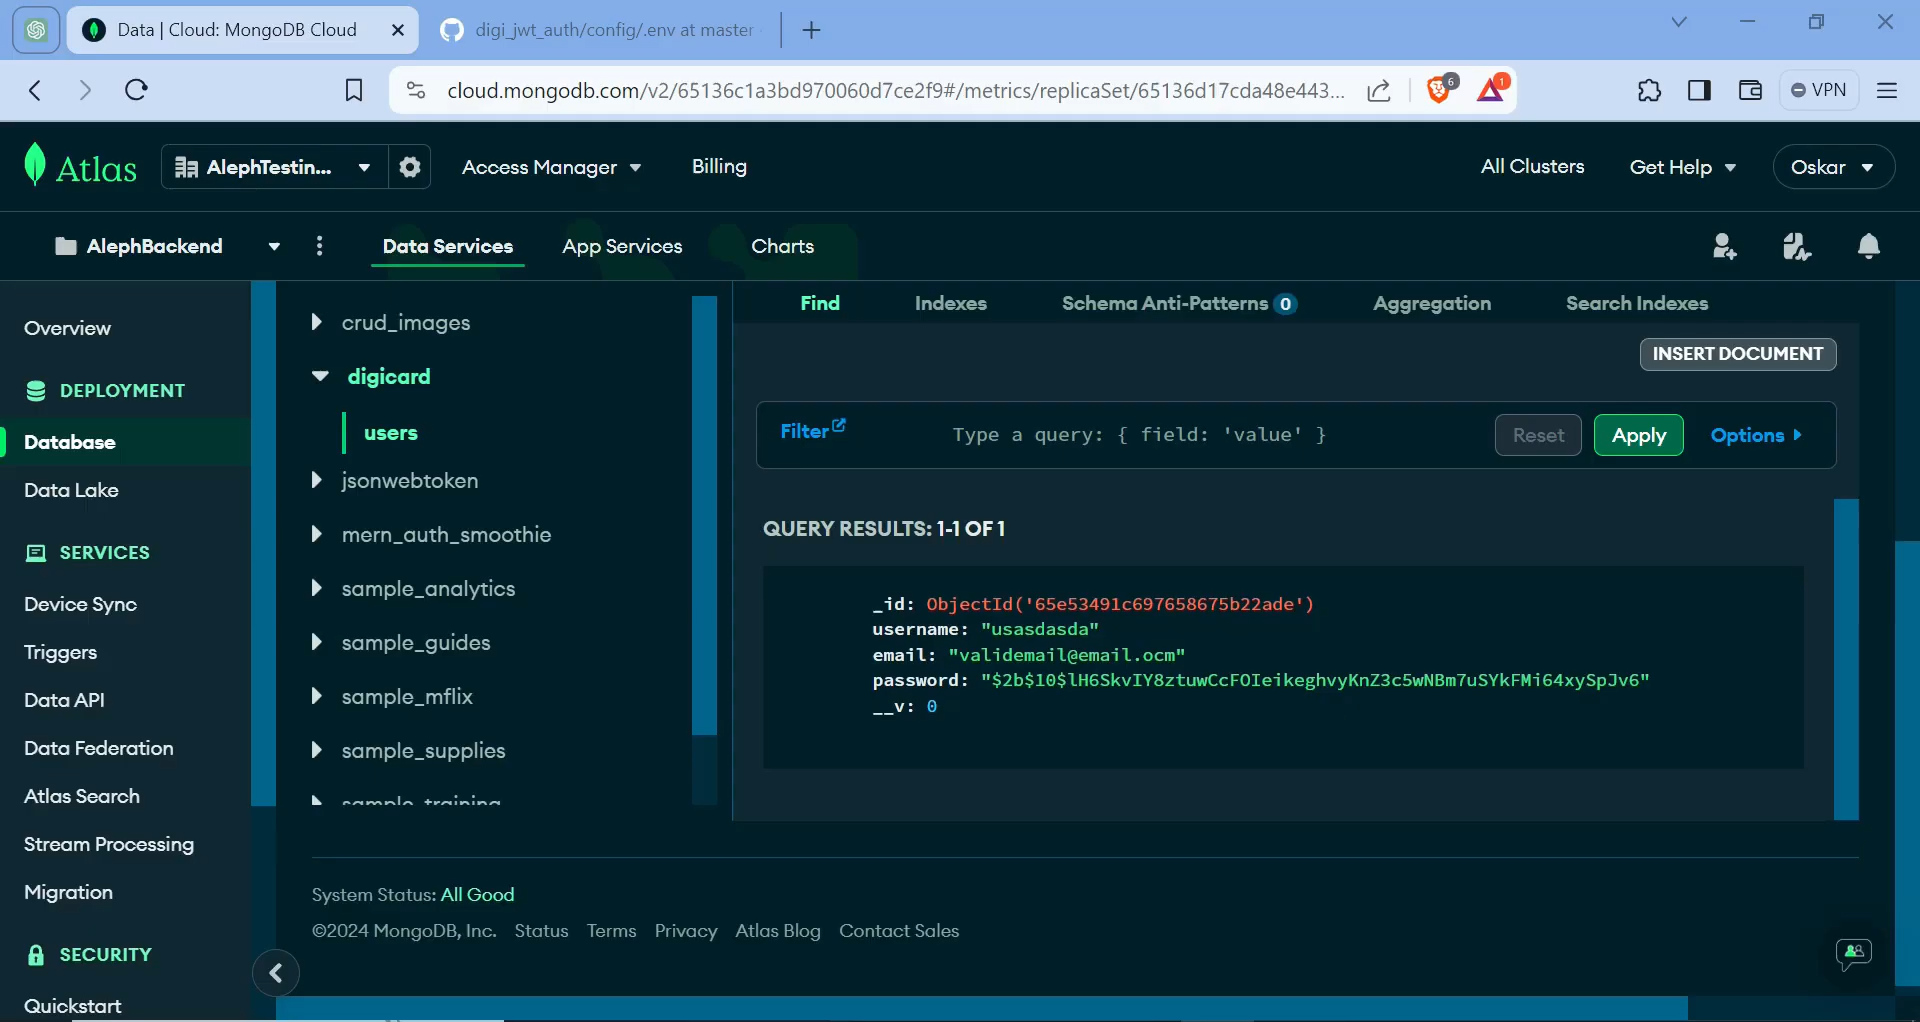 Data | Cloud: MongoDB Cloud
digi_jwt_auth/config/.env at master
cloud.mongodb.com/v2/65136c1a3bd970060d7ce2f9#/metrics/replicaSet/65136d17cda48e443...
6
1
VPN
Atlas
AlephTestin...
Access Manager
Billing
All Clusters
Get Help
Oskar
AlephBackend
Data Services
App Services
Charts
Overview
DEPLOYMENT
Database
Data Lake
SERVICES
Device Sync
Triggers
Data API
Data Federation
Atlas Search
Stream Processing
Migration
SECURITY
Quickstart
crud_images
digicard
users
jsonwebtoken
mern_auth_smoothie
sample_analytics
sample_guides
sample_mflix
sample_supplies
sample_training
Find
Indexes
Schema Anti-Patterns 0
Aggregation
Search Indexes
INSERT DOCUMENT
Filter
Type a query: { field: 'value' }
Reset
Apply
Options
QUERY RESULTS: 1-1 OF 1
_id: ObjectId('65e53491c697658675b22ade')
username: "usasdasda"
email: "validemail@email.ocm"
password: "$2b$10$lH6SkvIY8ztuwCcFOIeikeghvyKnZ3c5wNBm7uSYkFMi64xySpJv6"
__v: 0
System Status: All Good
©2024 MongoDB, Inc. Status Terms Privacy Atlas Blog Contact Sales